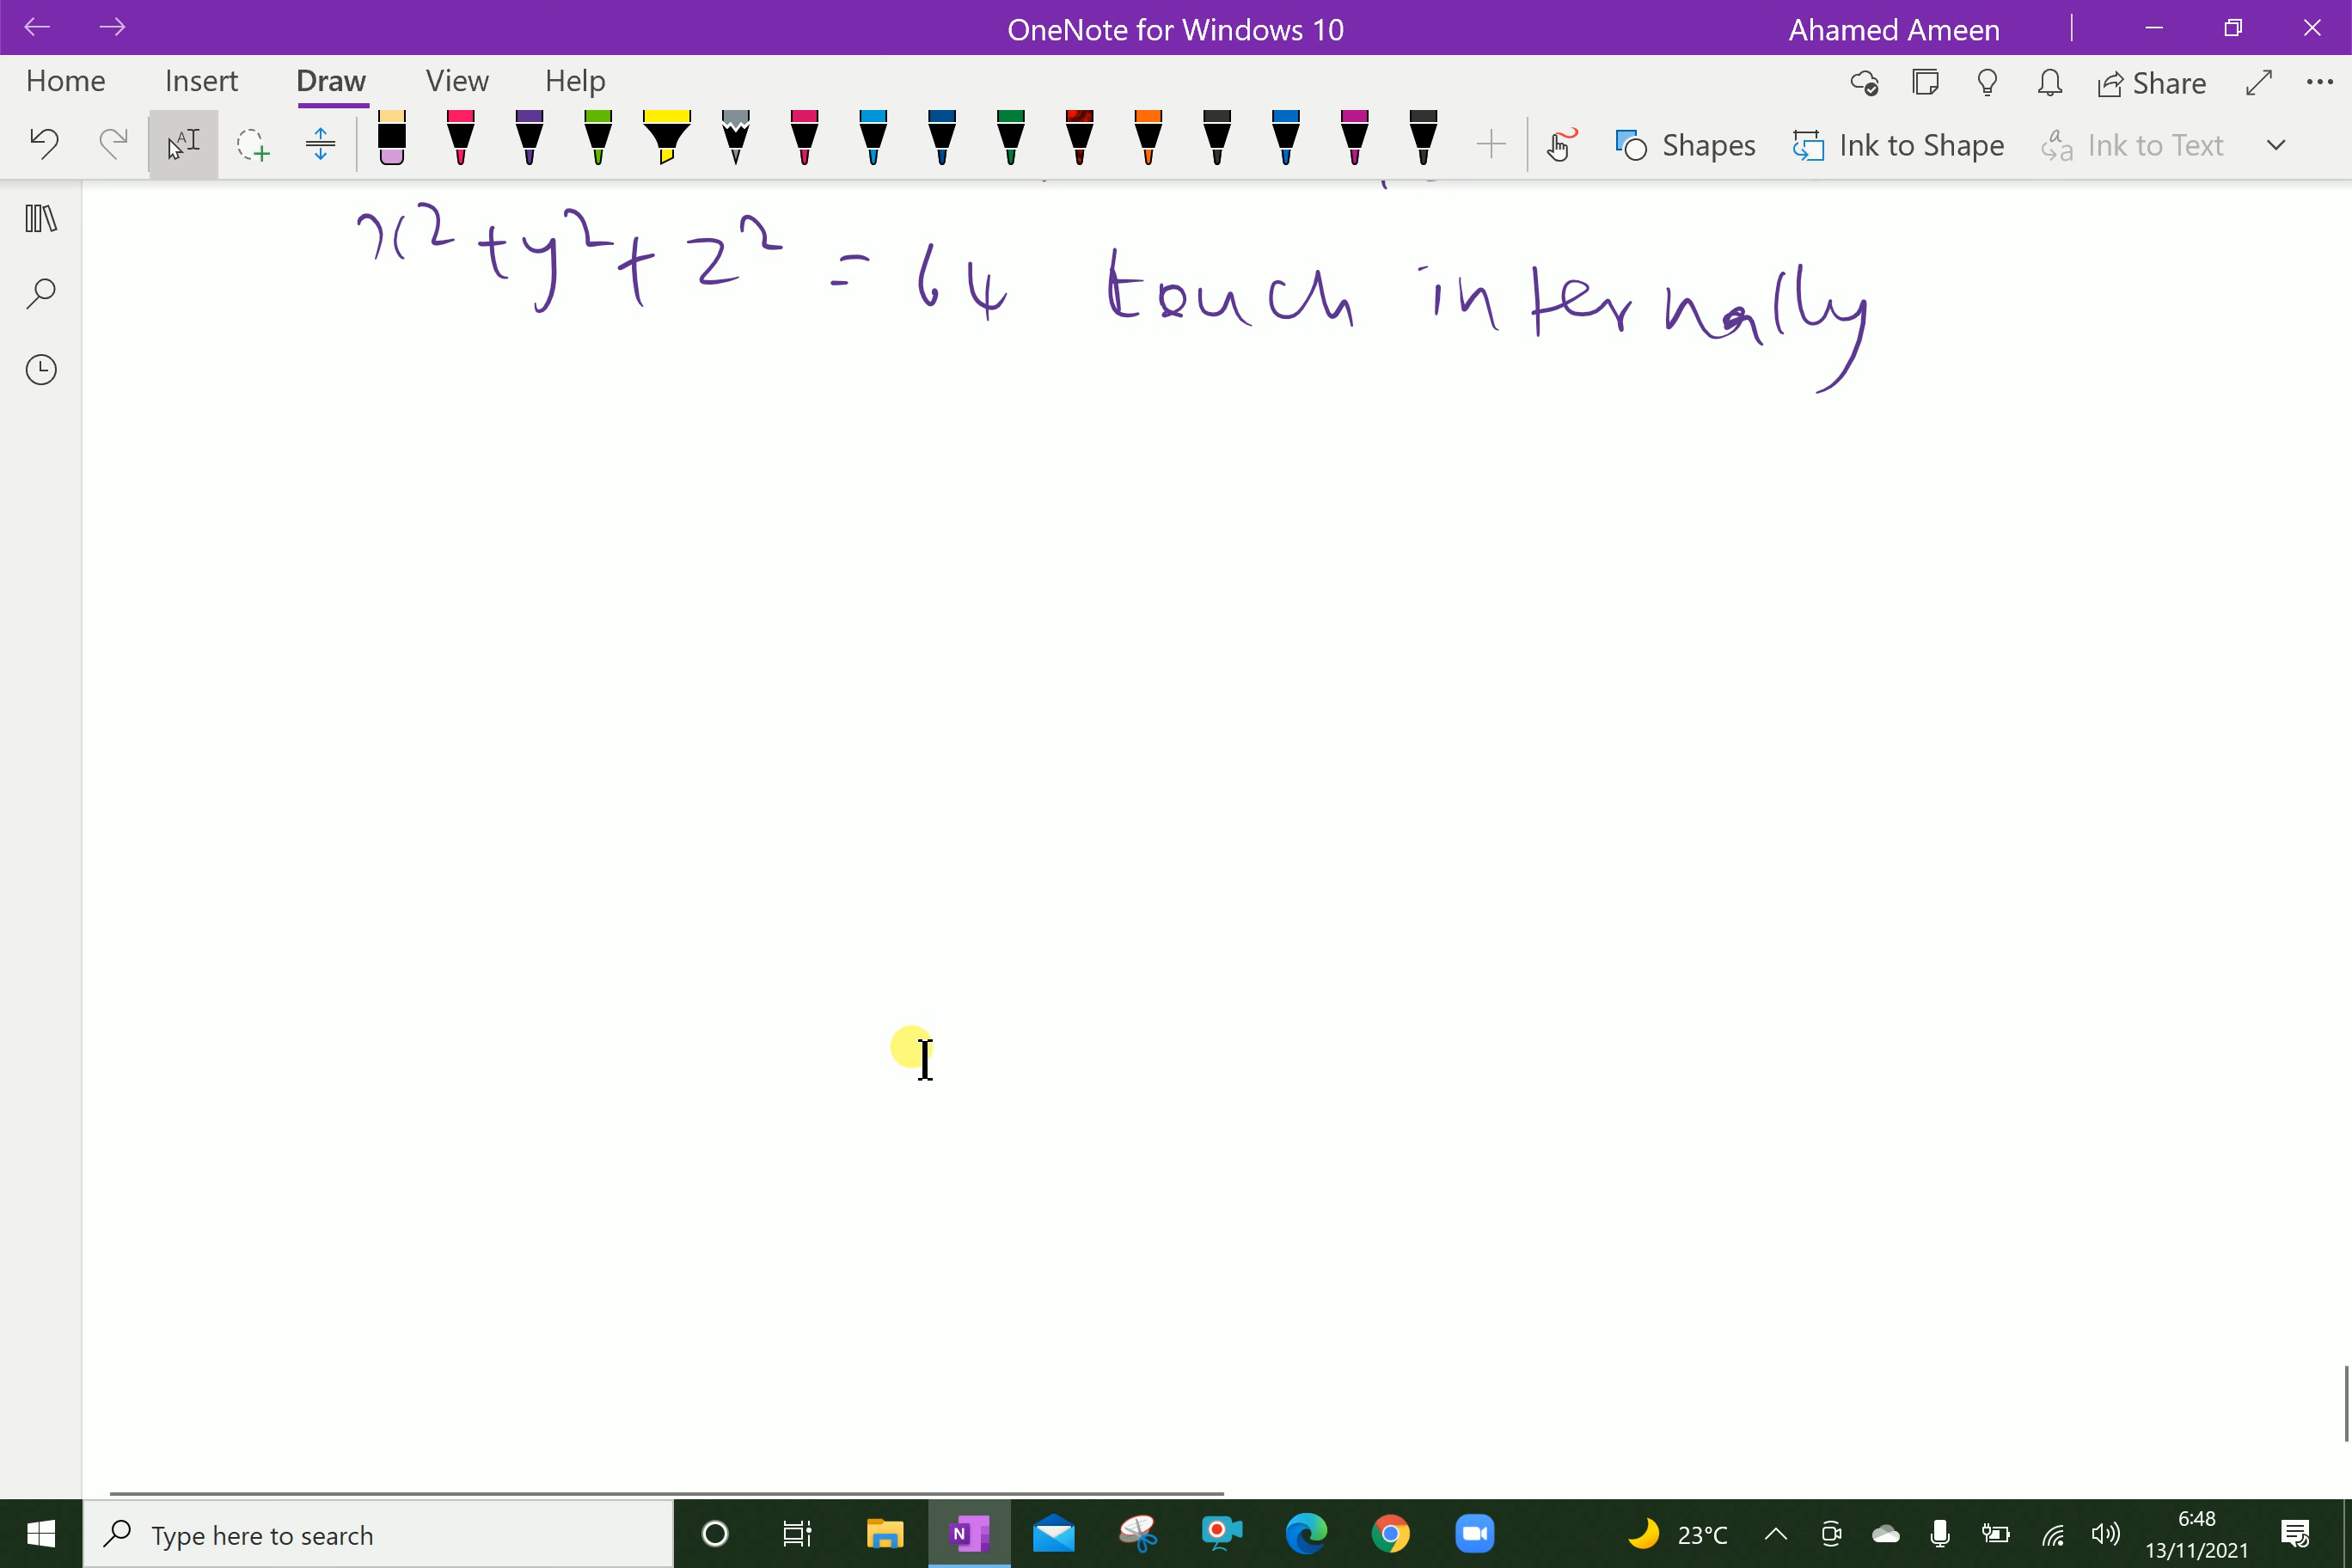 OneNote for Windows 10
Ahamed Ameen
Home Insert Draw View Help
Share
Shapes Ink to Shape Ink to Text
x² + y² + z² = 64 touch internally
Type here to search
23°C
6:48
13/11/2021